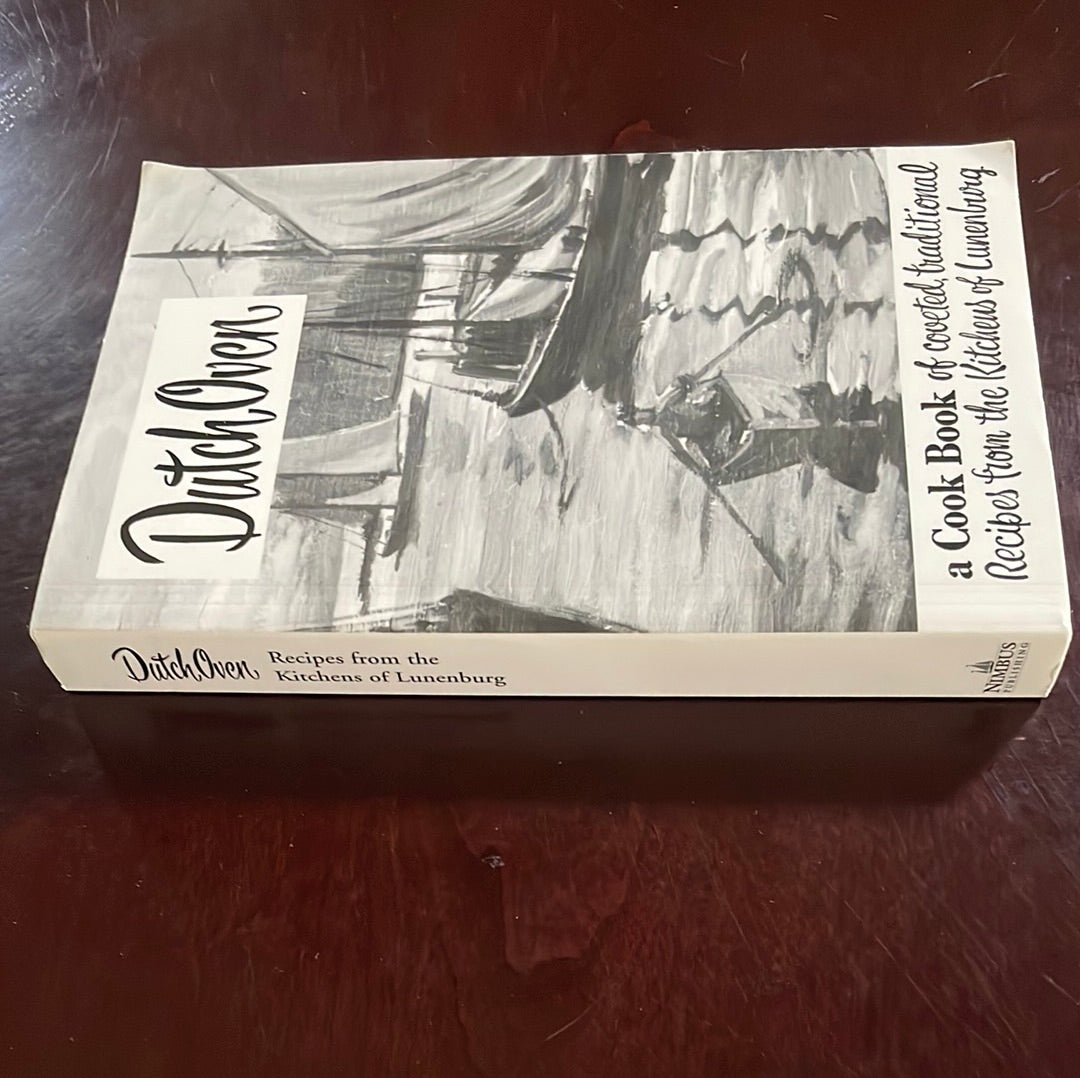 Dutch Oven
a Cook Book of coveted, traditional
Recipes from the Kitchens of Lunenburg
Dutch Oven
Recipes from the
Kitchens of Lunenburg
NIMBUS
PUBLISHING